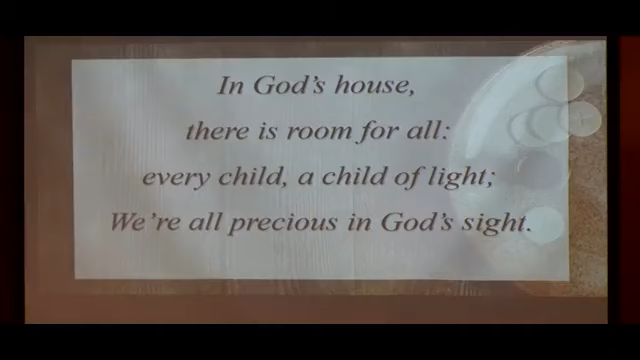 In God's house,
there is room for all:
every child, a child of light;
We're all precious in God's sight.